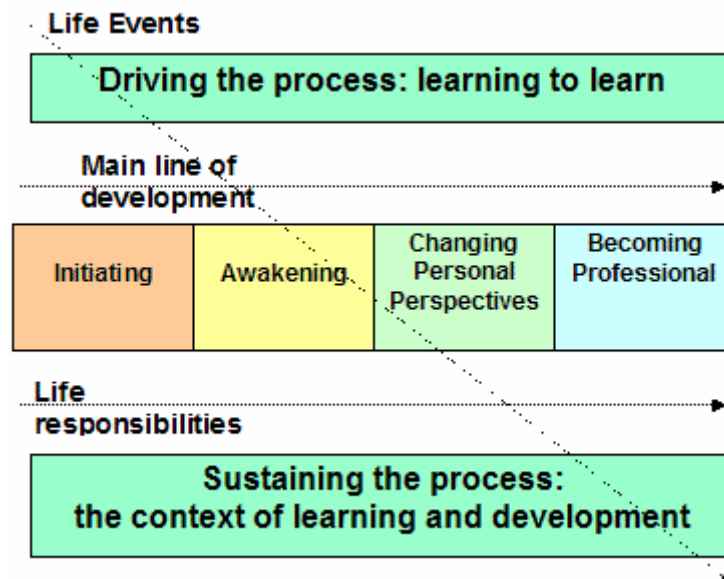 Life Events
Driving the process: learning to learn
Main line of
development
Initiating
Awakening
Changing
Personal
Perspectives
Becoming
Professional
Life
responsibilities
Sustaining the process:
the context of learning and development